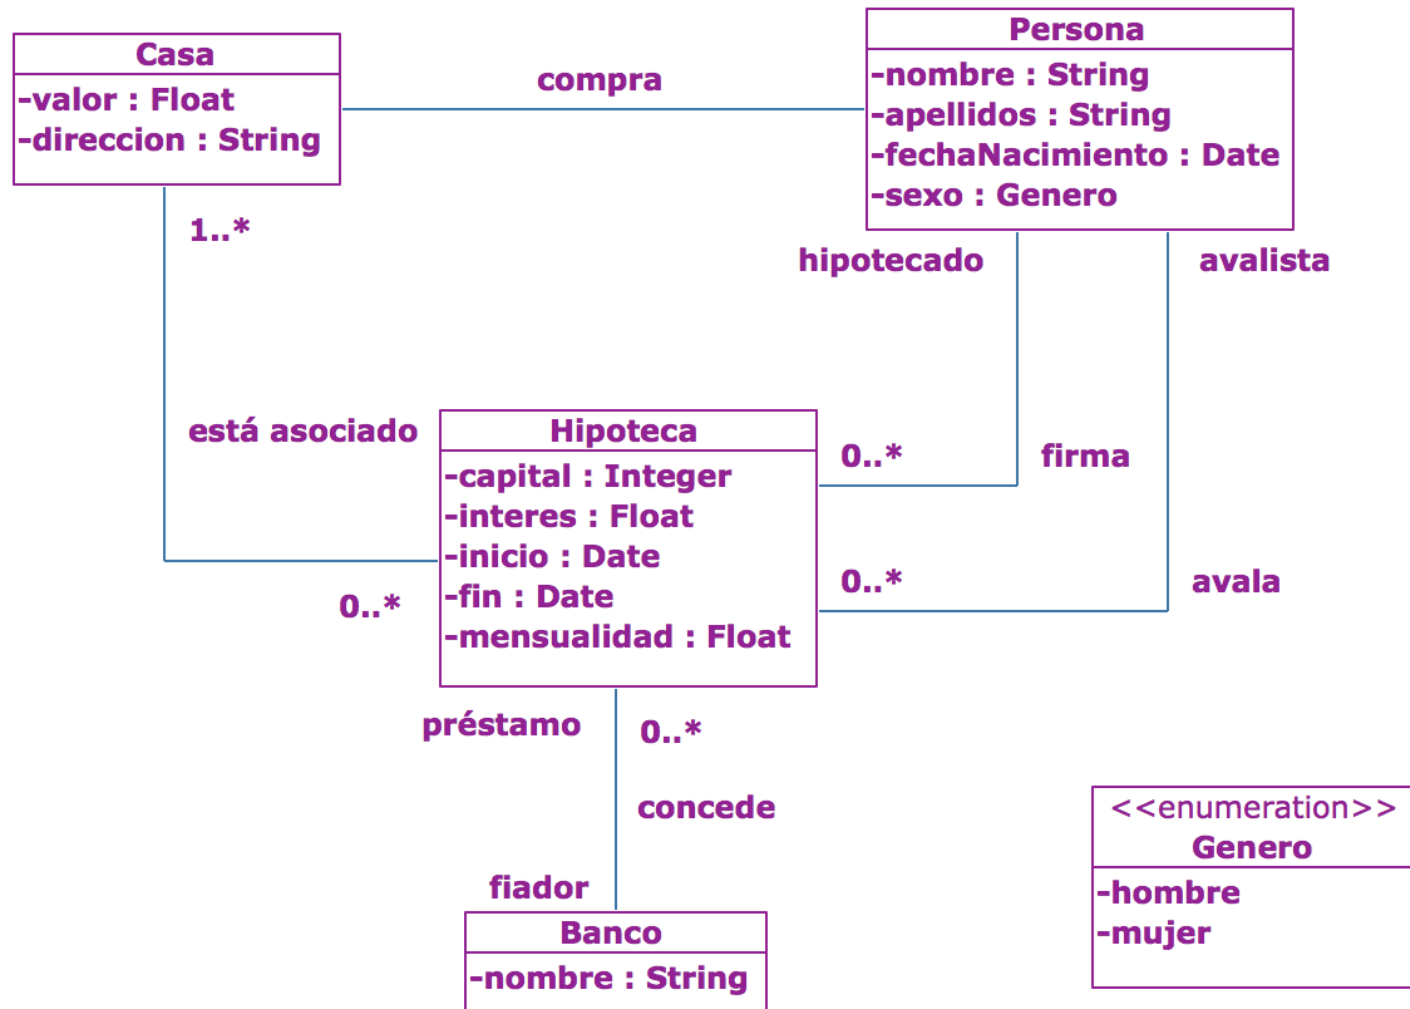 Casa
-valor : Float
-direccion : String
compra
Persona
-nombre : String
-apellidos : String
-fechaNacimiento : Date
-sexo : Genero
1..*
hipotecado
avalista
está asociado
0..*
Hipoteca
-capital : Integer
-interes : Float
-inicio : Date
-fin : Date
-mensualidad : Float
0..*
firma
0..*
avala
préstamo
0..*
concede
fiador
Banco
-nombre : String
<<enumeration>>
Genero
-hombre
-mujer